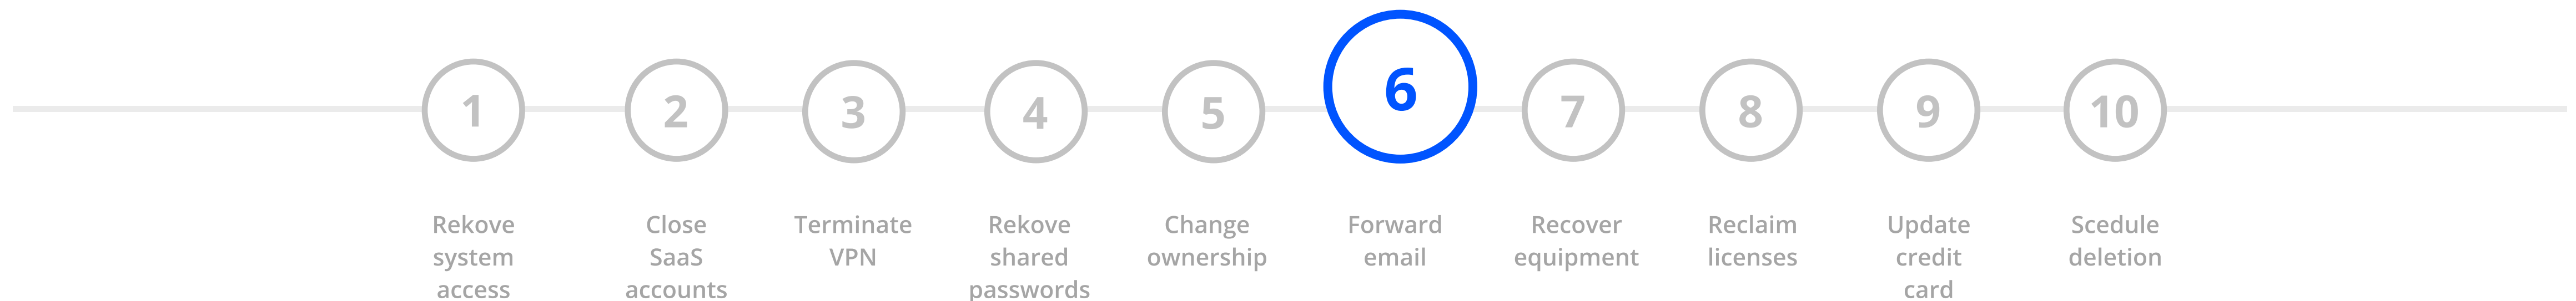 1
2
3
4
5
6
7
8
9
10
Rekove
system
access
Close
SaaS
accounts
Terminate
VPN
Rekove
shared
passwords
Change
ownership
Forward
email
Recover
equipment
Reclaim
licenses
Update
credit
card
Scedule
deletion